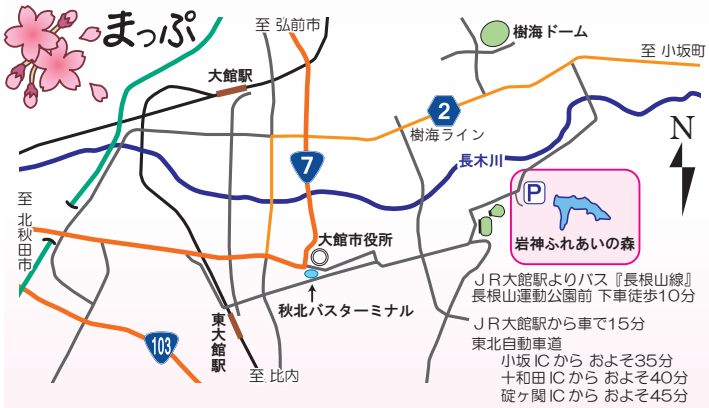 まっぷ
至 弘前市
樹海ドーム
至 小坂町
大館駅
2
樹海ライン
N
7
長木川
至 北秋田市
P
大館市役所
岩神ふれあいの森
秋北バスターミナル
東大館駅
103
至 比内
JR大館駅よりバス『長根山線』
長根山運動公園前 下車徒歩10分
JR大館駅から車で15分
東北自動車道
小坂ICから およそ35分
十和田ICから およそ40分
碇ヶ関ICから およそ45分